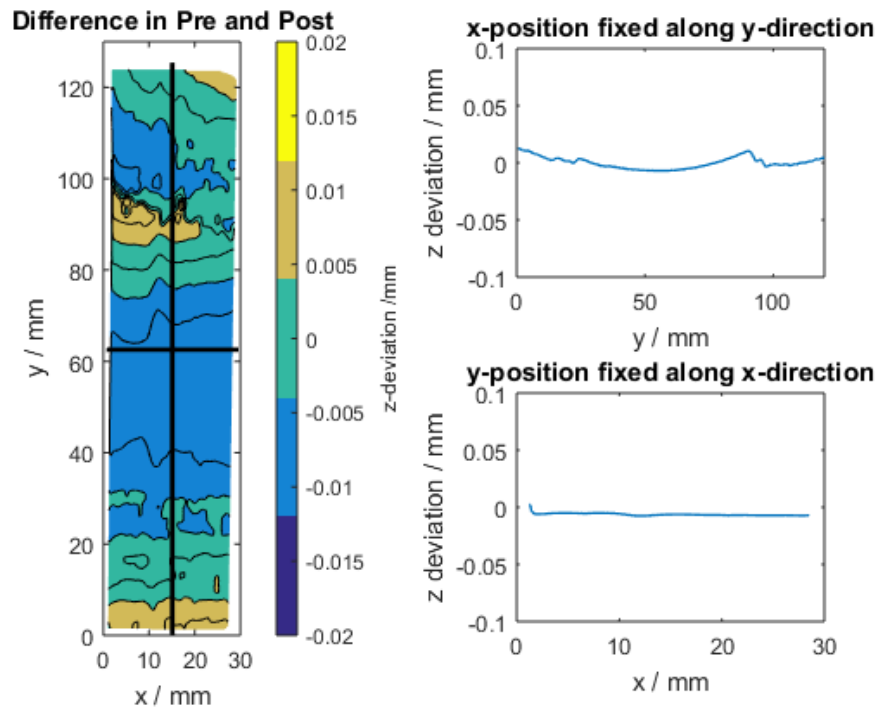 Difference in Pre and Post
120
100
80
60
40
20
0
y / mm
0 10 20 30
x / mm
0.02
0.015
0.01
0.005
0
-0.005
-0.01
-0.015
-0.02
z-deviation /mm
x-position fixed along y-direction
0.1
0.05
0
-0.05
-0.1
z deviation / mm
0 50 100
y / mm
y-position fixed along x-direction
0.1
0.05
0
-0.05
-0.1
z deviation / mm
0 10 20 30
x / mm